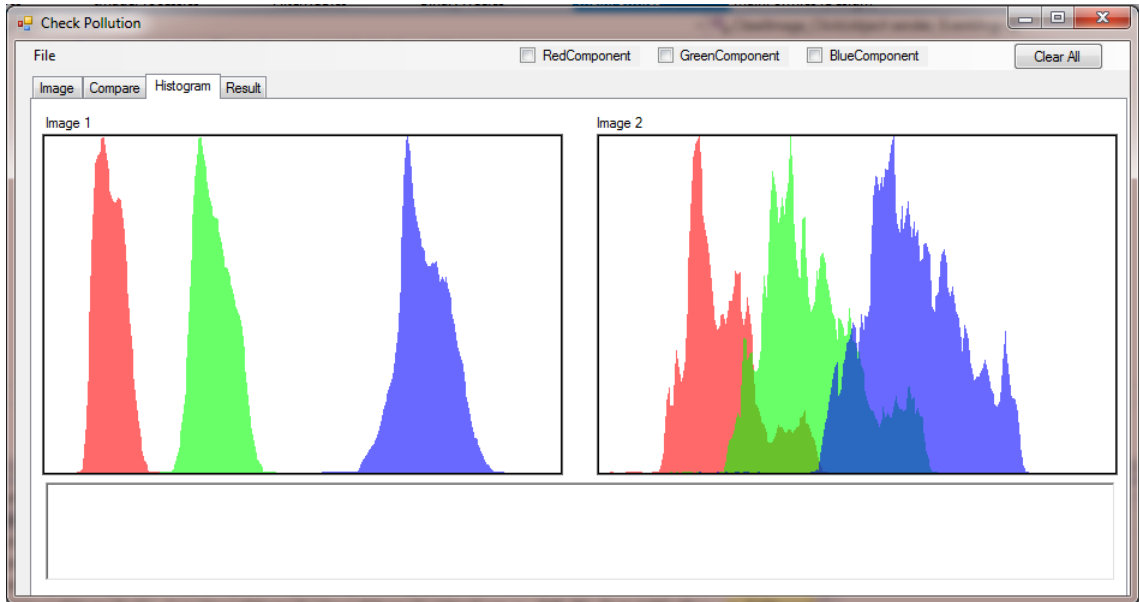 Check Pollution
File RedComponent GreenComponent BlueComponent Clear All
Image Compare Histogram Result
Image 1 Image 2